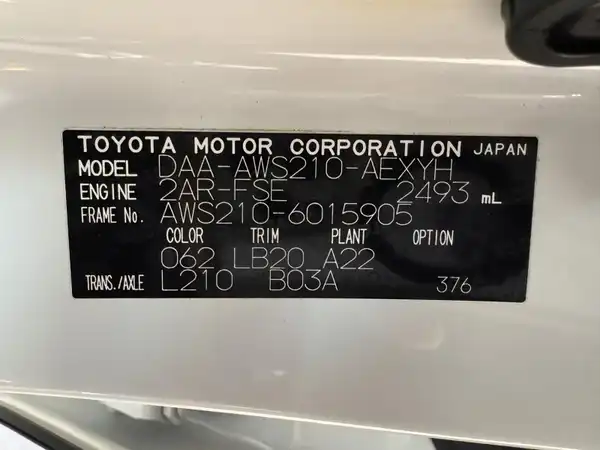 TOYOTA MOTOR CORPORATION JAPAN
MODEL DAA-AWS210-AEXYH
ENGINE 2AR-FSE 2493 mL
FRAME No. AWS210-6015905
COLOR TRIM PLANT OPTION
062 LB20 A22
TRANS./AXLE L210 B03A 376